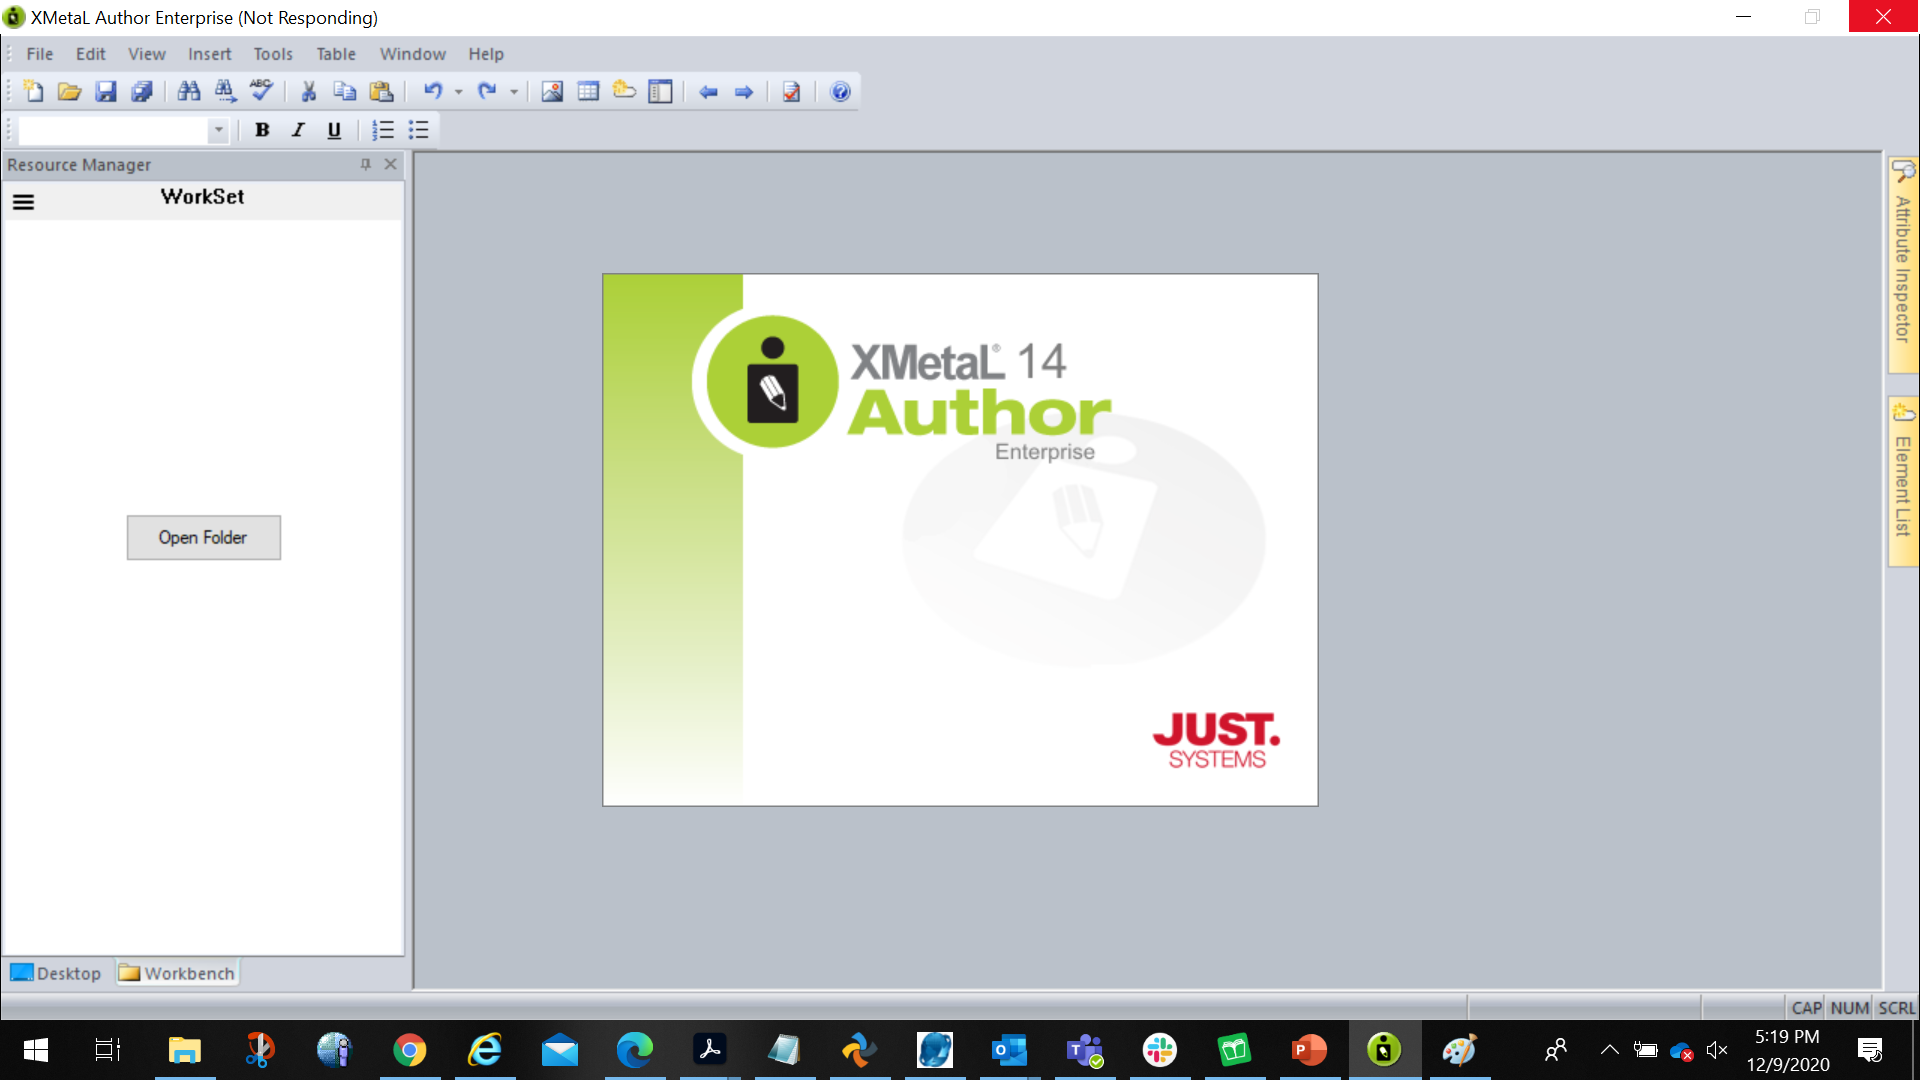 XMetaL Author Enterprise (Not Responding)
File Edit View Insert Tools Table Window Help
ABC
B I U
Resource Manager
WorkSet
Open Folder
XMetaL® 14
Author
Enterprise
JUST.
SYSTEMS
Attribute Inspector
Element List
Desktop Workbench
CAP NUM SCRL
5:19 PM
12/9/2020